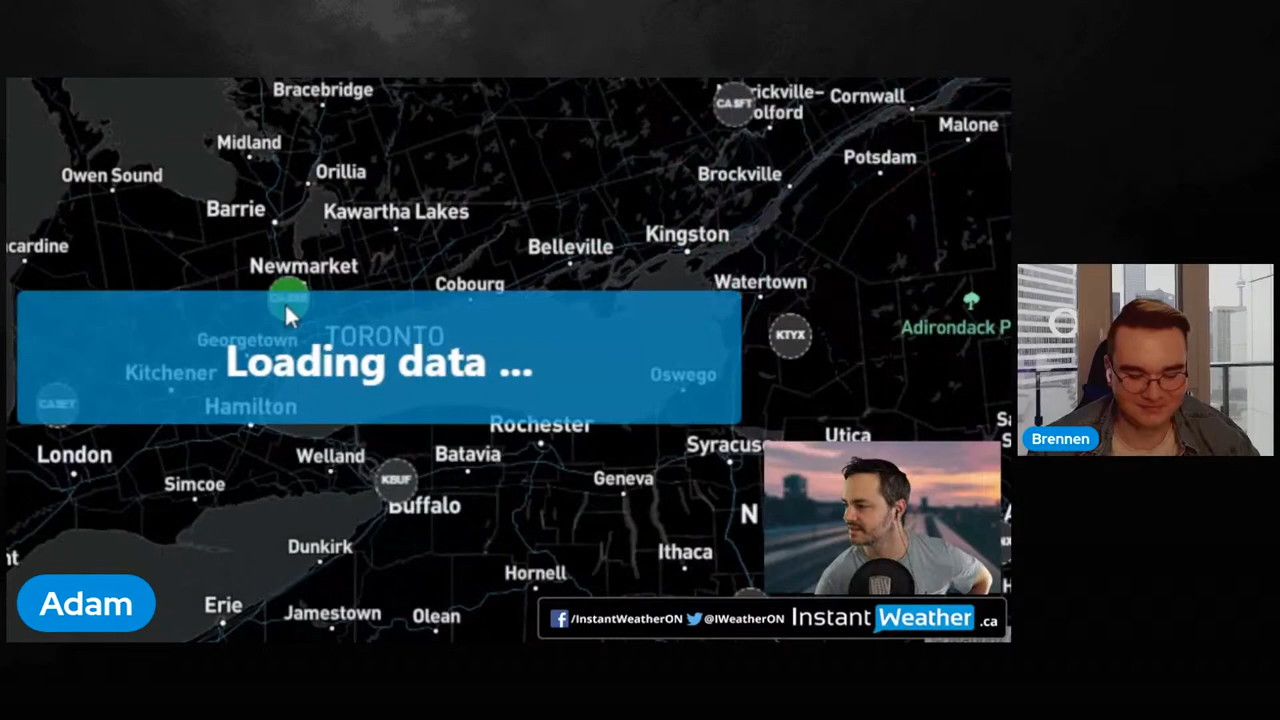 Bracebridge
Cornwall
CASFT
olford
Malone
Midland
Potsdam
Owen Sound
Orillia
Brockville
Barrie
Kawartha Lakes
Kingston
Belleville
cardine
Newmarket
Cobourg
Watertown
Adirondack P
KTYX
TORONTO
Georgetown
Loading data ...
Kitchener
Oswego
Hamilton
Rochester
Utica
Syracuse
London
Welland
Batavia
KBUF
Simcoe
Geneva
Buffalo
N
Dunkirk
Ithaca
Hornell
Erie
Jamestown
Olean
Adam
/InstantWeatherON @IWeatherON InstantWeather.ca
Brennen